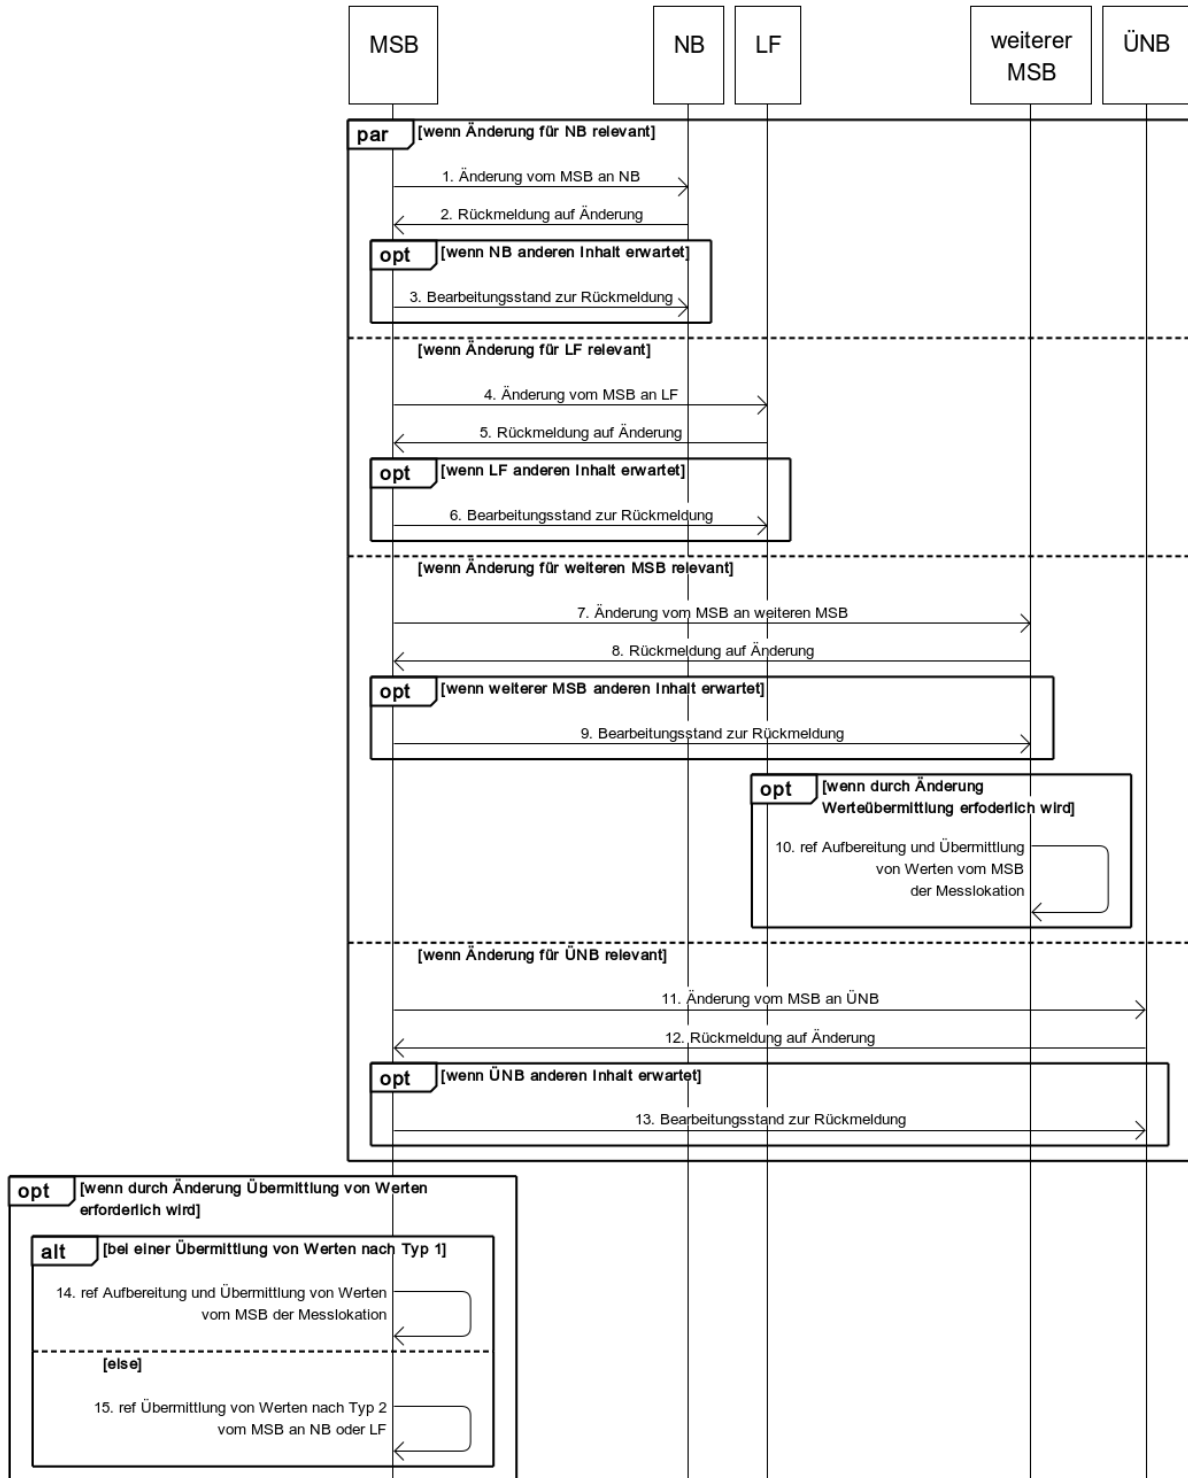 MSB
NB
LF
weiterer
MSB
ÜNB
par
[wenn Änderung für NB relevant]
1. Änderung vom MSB an NB
2. Rückmeldung auf Änderung
opt
[wenn NB anderen Inhalt erwartet]
3. Bearbeitungsstand zur Rückmeldung
[wenn Änderung für LF relevant]
4. Änderung vom MSB an LF
5. Rückmeldung auf Änderung
opt
[wenn LF anderen Inhalt erwartet]
6. Bearbeitungsstand zur Rückmeldung
[wenn Änderung für weiteren MSB relevant]
7. Änderung vom MSB an weiteren MSB
8. Rückmeldung auf Änderung
opt
[wenn weiterer MSB anderen Inhalt erwartet]
9. Bearbeitungsstand zur Rückmeldung
opt
[wenn durch Änderung
Werteübermittlung erfoderlich wird]
10. ref Aufbereitung und Übermittlung
von Werten vom MSB
der Messlokation
[wenn Änderung für ÜNB relevant]
11. Änderung vom MSB an ÜNB
12. Rückmeldung auf Änderung
opt
[wenn ÜNB anderen Inhalt erwartet]
13. Bearbeitungsstand zur Rückmeldung
opt
[wenn durch Änderung Übermittlung von Werten
erforderlich wird]
alt
[bei einer Übermittlung von Werten nach Typ 1]
14. ref Aufbereitung und Übermittlung von Werten
vom MSB der Messlokation
[else]
15. ref Übermittlung von Werten nach Typ 2
vom MSB an NB oder LF